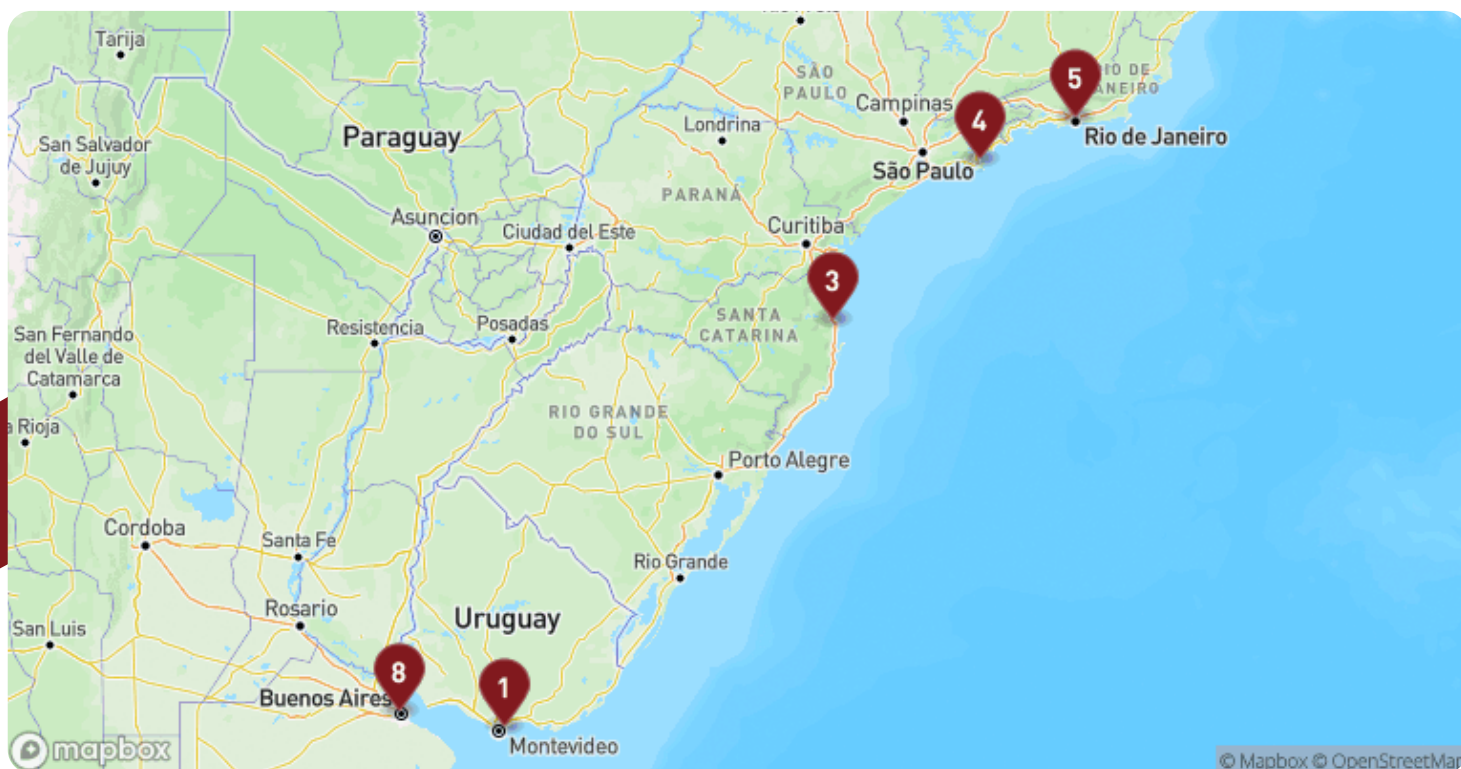 Tarija
SÃO
PAULO
5
RIO DE
ANEIRO
Campinas
4
Paraguay
Londrina
Rio de Janeiro
San Salvador
de Jujuy
São Paulo
PARANÁ
Asuncion
Ciudad del Este
Curitiba
3
Resistencia
Posadas
SANTA
CATARINA
San Fernando
del Valle de
Catamarca
a Rioja
RIO GRANDE
DO SUL
Porto Alegre
Cordoba
Santa Fe
Rio Grande
Rosario
Uruguay
San Luis
8
1
Buenos Aires
Montevideo
mapbox
© Mapbox © OpenStreetMap